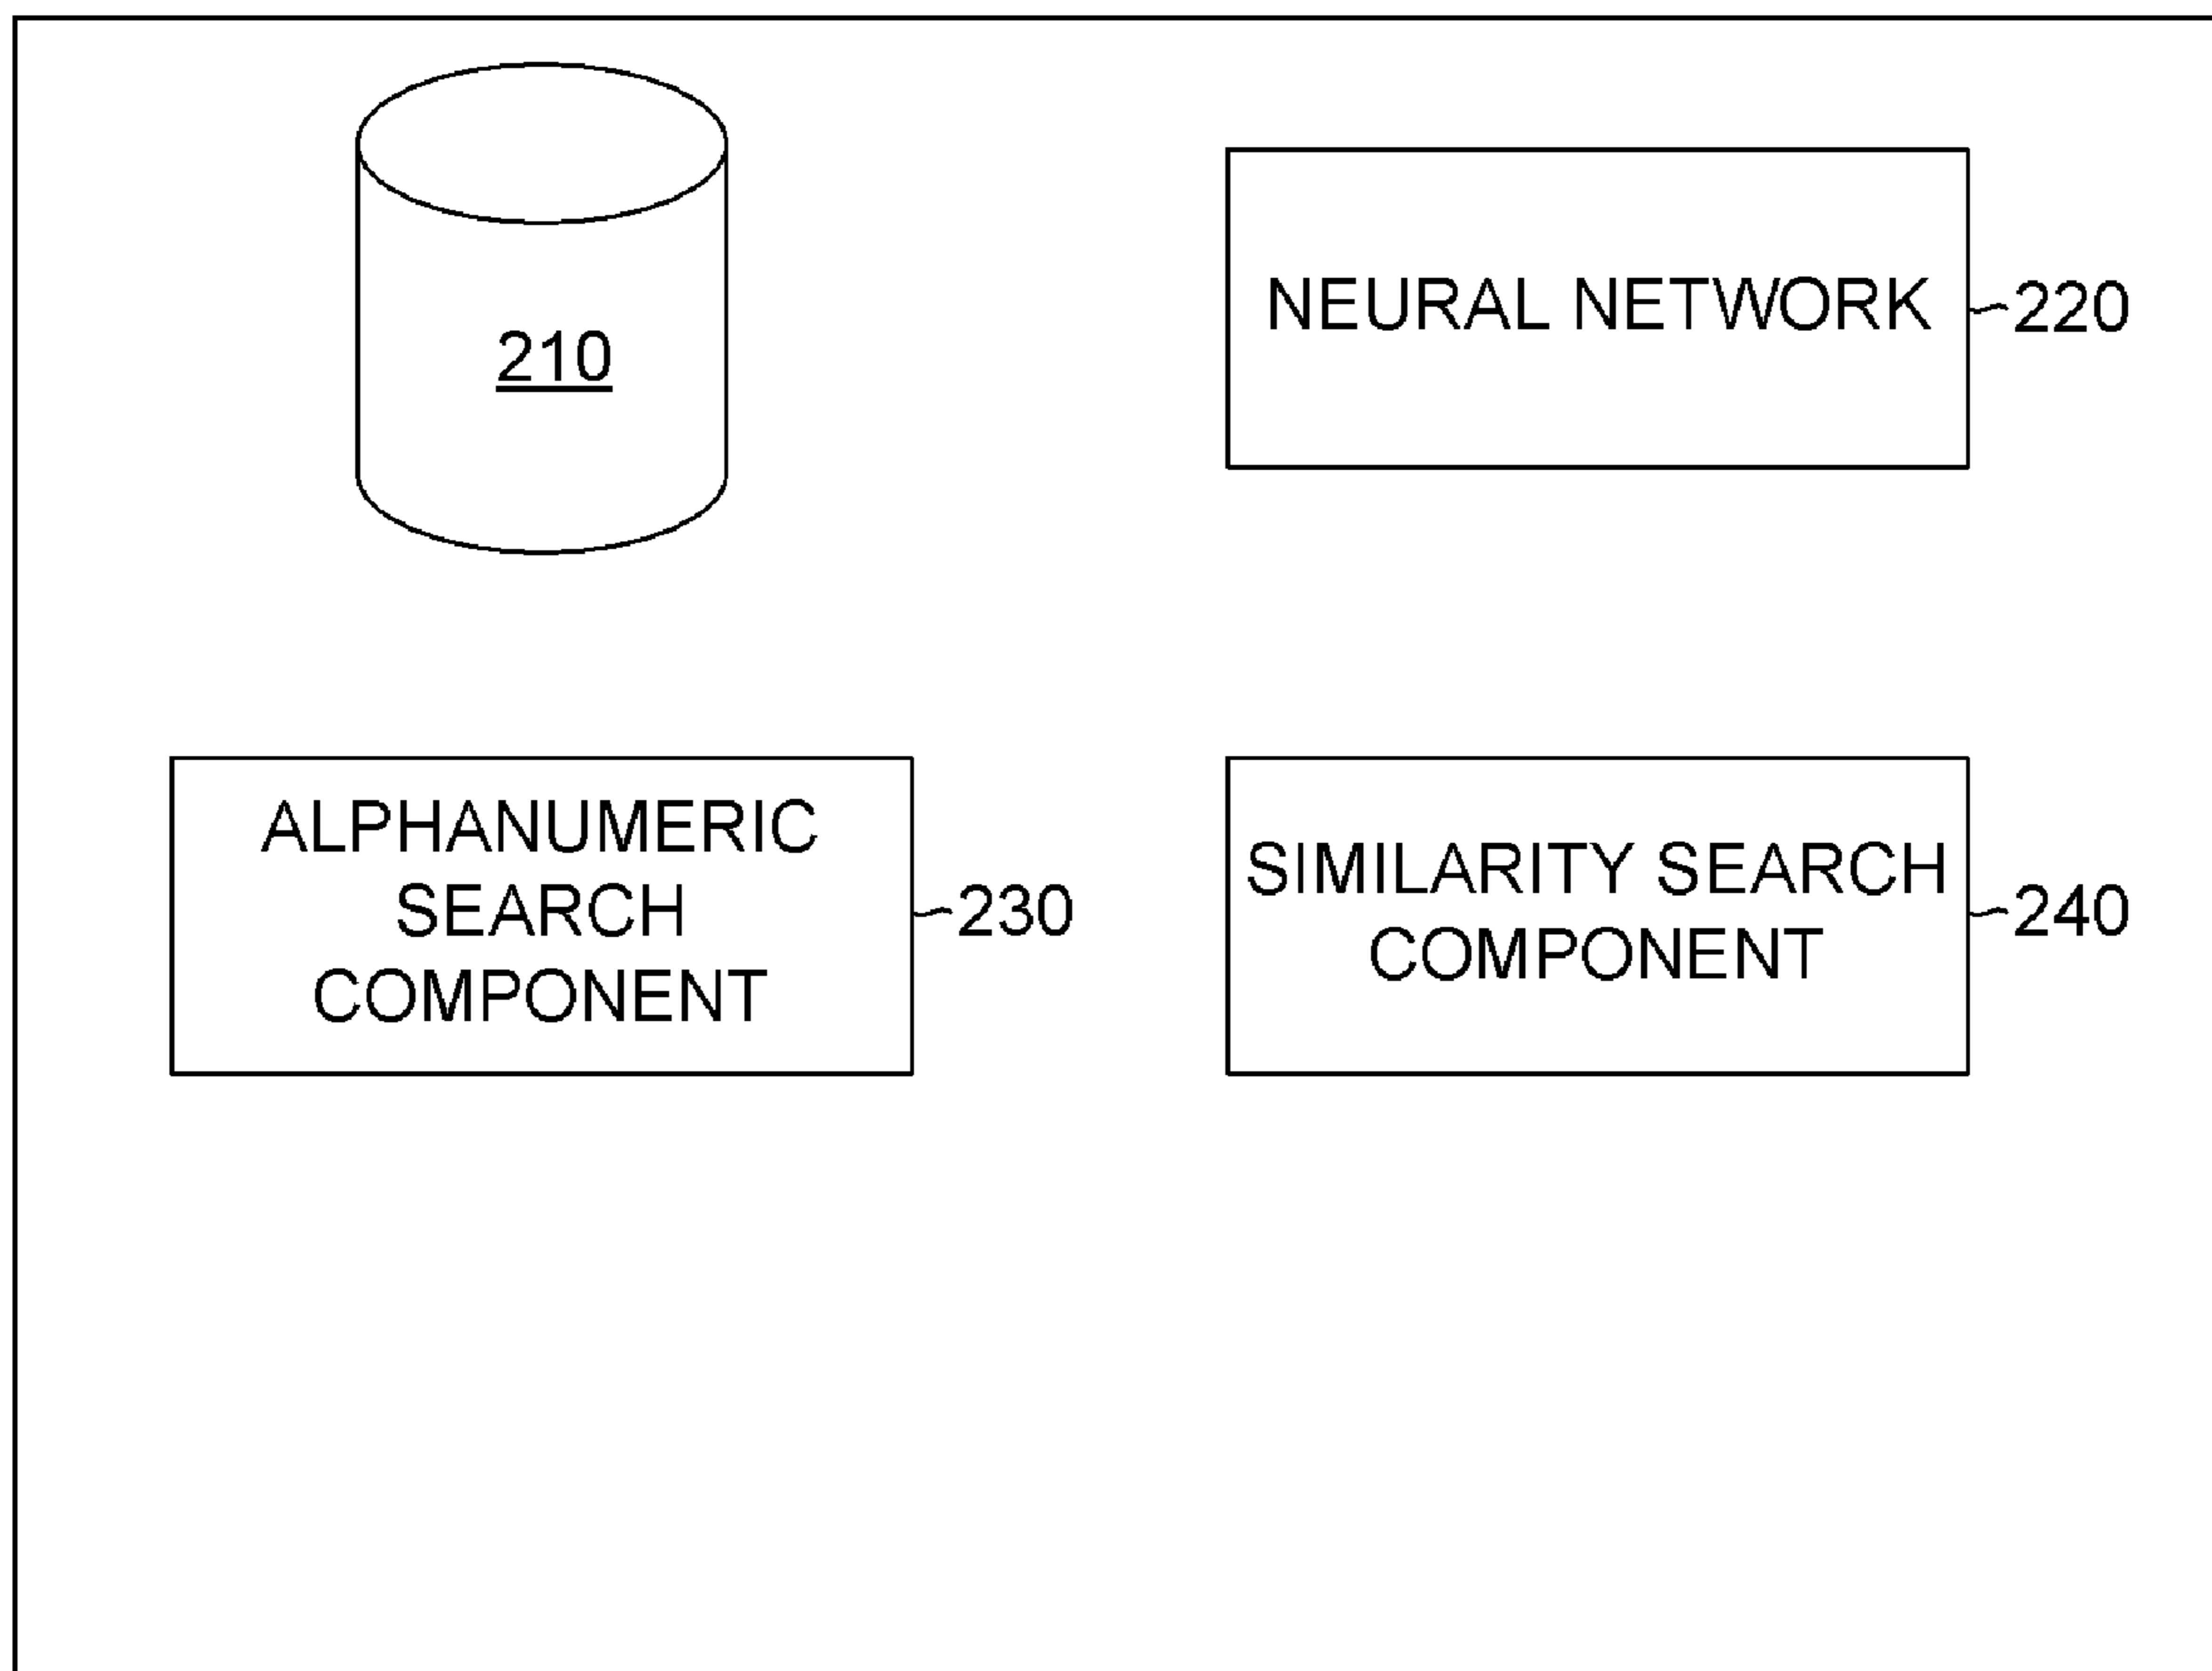 210
NEURAL NETWORK
220
ALPHANUMERIC
SEARCH
COMPONENT
230
SIMILARITY SEARCH
COMPONENT
240